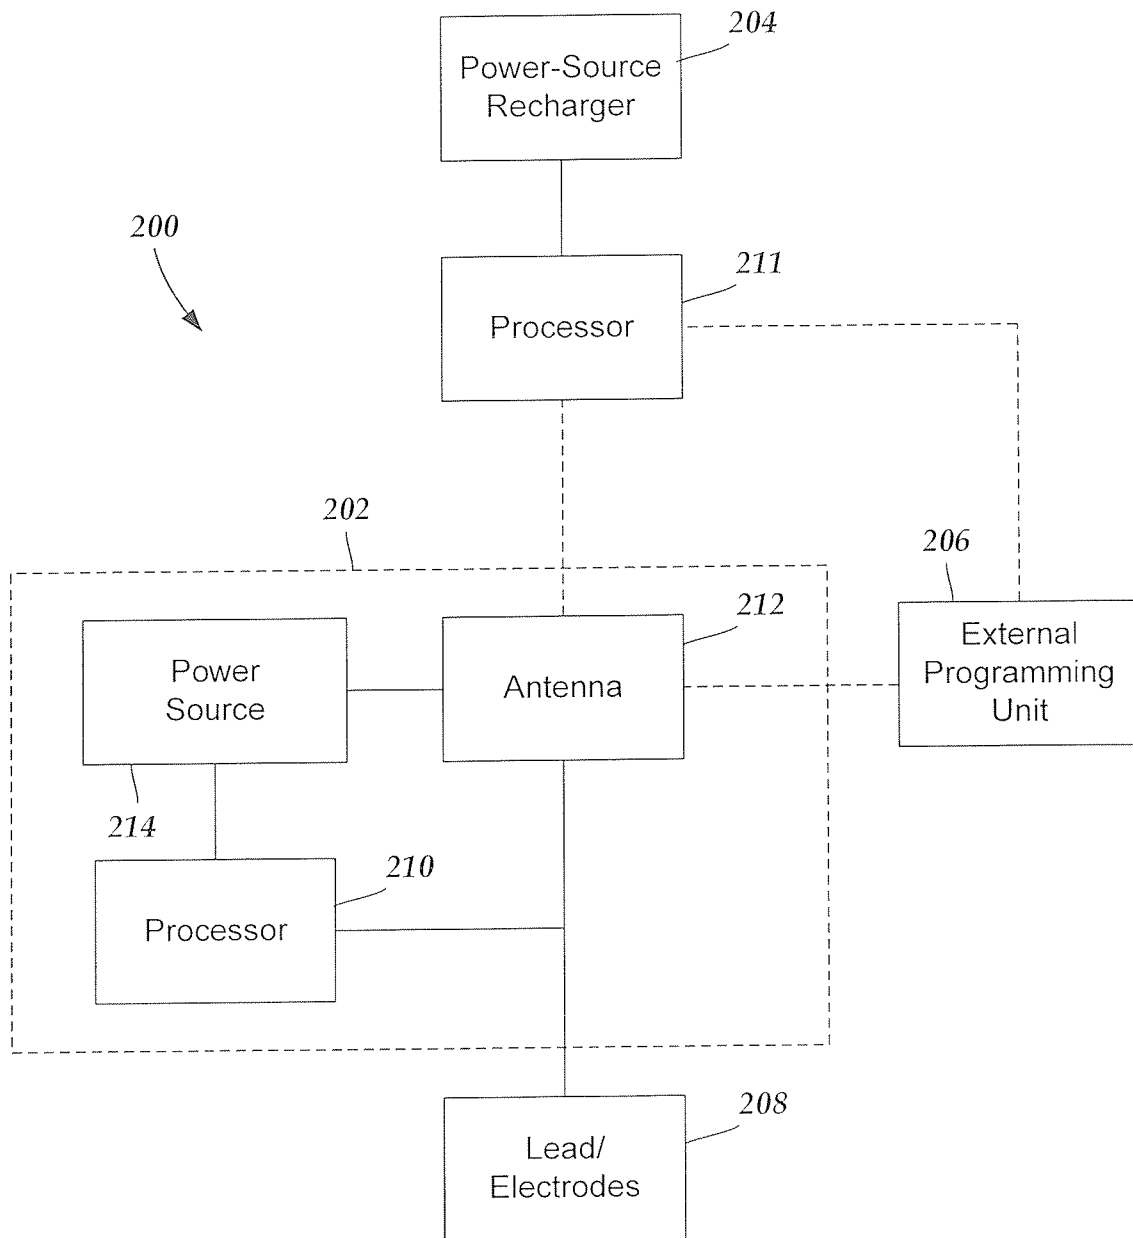 204
Power-Source
Recharger
200
211
Processor
202
206
212
External
Programming
Unit
Power
Source
Antenna
214
210
Processor
208
Lead/
Electrodes